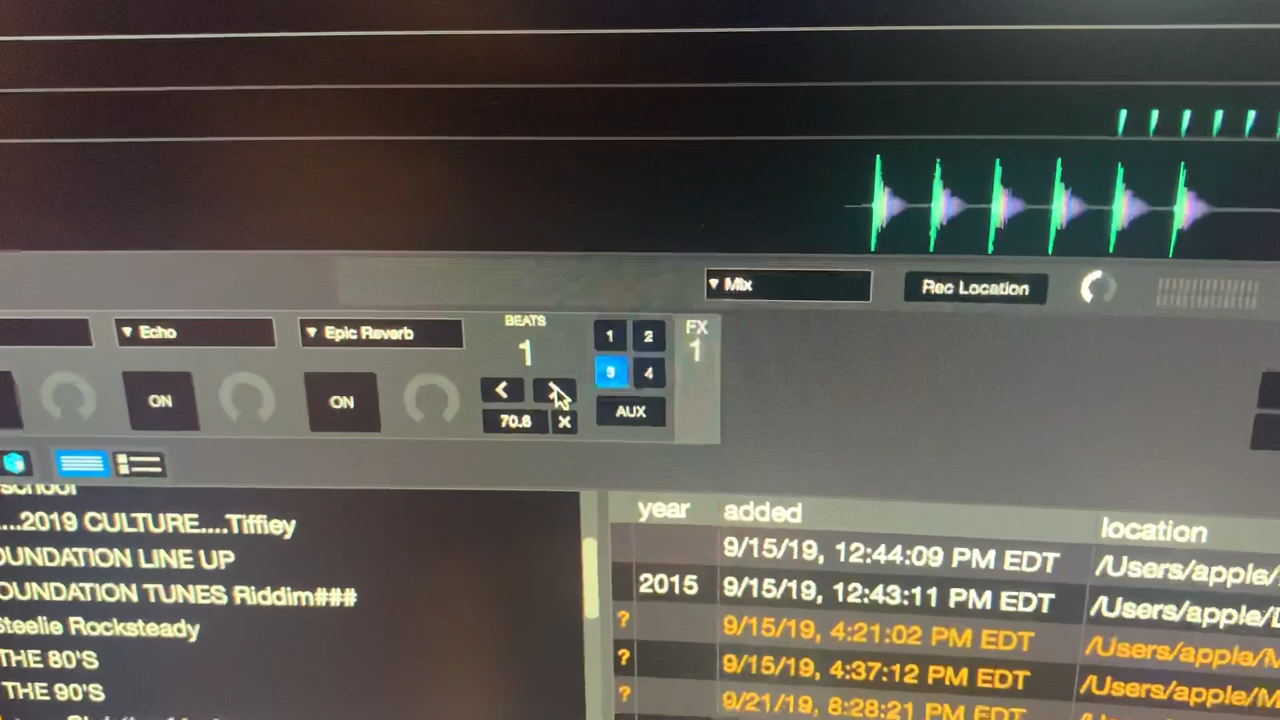 ▼ Mix
Rec Location
▼ Echo
▼ Epic Reverb
BEATS
1
1 2
FX
1
3 4
ON
ON
< >
70.6 X
AUX
school
....2019 CULTURE....Tiffiey
OUNDATION LINE UP
OUNDATION TUNES Riddim###
Steelie Rocksteady
THE 80'S
THE 90'S
year added location
9/15/19, 12:44:09 PM EDT /Users/apple/
2015 9/15/19, 12:43:11 PM EDT /Users/apple/
? 9/15/19, 4:21:02 PM EDT /Users/apple/M
? 9/15/19, 4:37:12 PM EDT /Users/apple/M
? 9/21/19, 8:28:21 PM EDT /Users/apple/